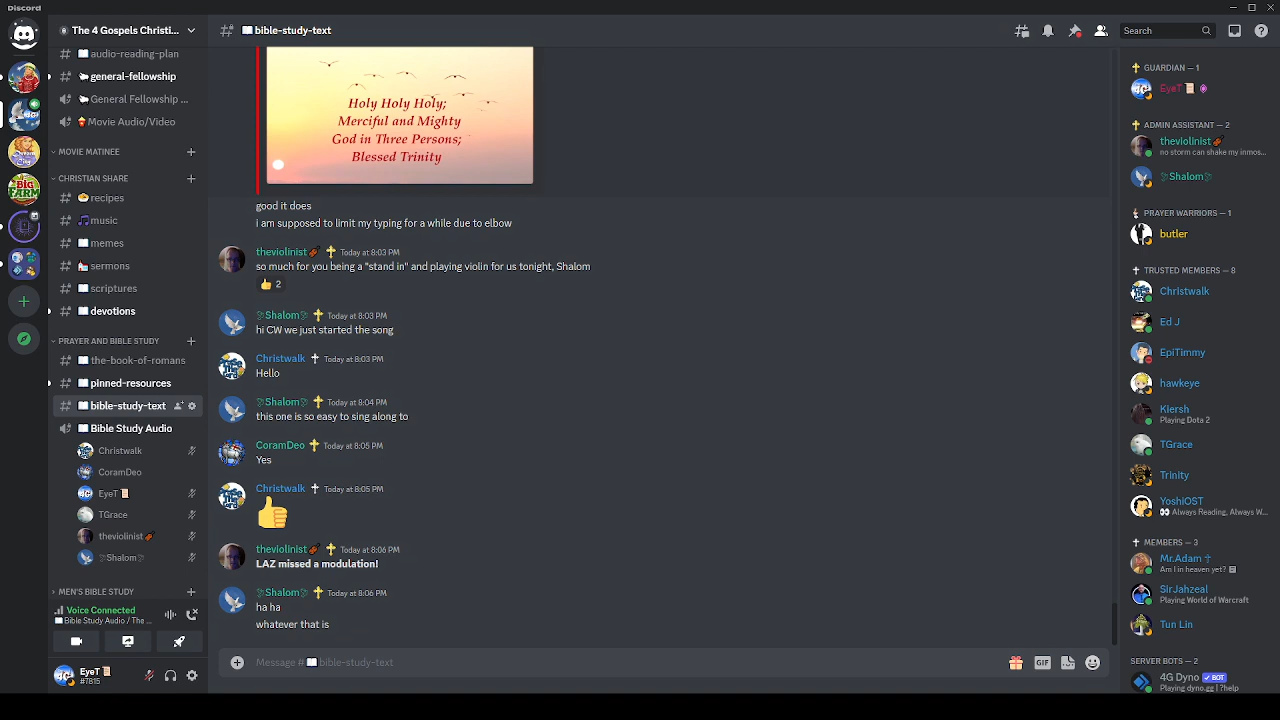 Discord
The 4 Gospels Christi...
bible-study-text
Search
audio-reading-plan
general-fellowship
General Fellowship ...
Movie Audio/Video
MOVIE MATINEE
CHRISTIAN SHARE
recipes
music
memes
sermons
scriptures
devotions
PRAYER AND BIBLE STUDY
the-book-of-romans
pinned-resources
bible-study-text
Bible Study Audio
Christwalk
CoramDeo
EyeT
TGrace
theviolinist
Shalom
MEN'S BIBLE STUDY
Voice Connected
Bible Study Audio / The ...
EyeT
#7815
Holy Holy Holy;
Merciful and Mighty
God in Three Persons;
Blessed Trinity
good it does
i am supposed to limit my typing for a while due to elbow
theviolinist Today at 8:03 PM
so much for you being a "stand in" and playing violin for us tonight, Shalom
2
Shalom Today at 8:03 PM
hi CW we just started the song
Christwalk Today at 8:03 PM
Hello
Shalom Today at 8:04 PM
this one is so easy to sing along to
CoramDeo Today at 8:05 PM
Yes
Christwalk Today at 8:05 PM
theviolinist Today at 8:06 PM
LAZ missed a modulation!
Shalom Today at 8:06 PM
ha ha
whatever that is
Message # bible-study-text
GIF
GUARDIAN — 1
EyeT
ADMIN ASSISTANT — 2
theviolinist
no storm can shake my inmos...
Shalom
PRAYER WARRIORS — 1
butler
TRUSTED MEMBERS — 8
Christwalk
Ed J
EpiTimmy
hawkeye
Kiersh
Playing Dota 2
TGrace
Trinity
YoshiOST
Always Reading, Always W...
MEMBERS — 3
Mr.Adam
Am I in heaven yet?
SirJahzeal
Playing World of Warcraft
Tun Lin
SERVER BOTS — 2
4G Dyno BOT
Playing dyno.gg | ?help